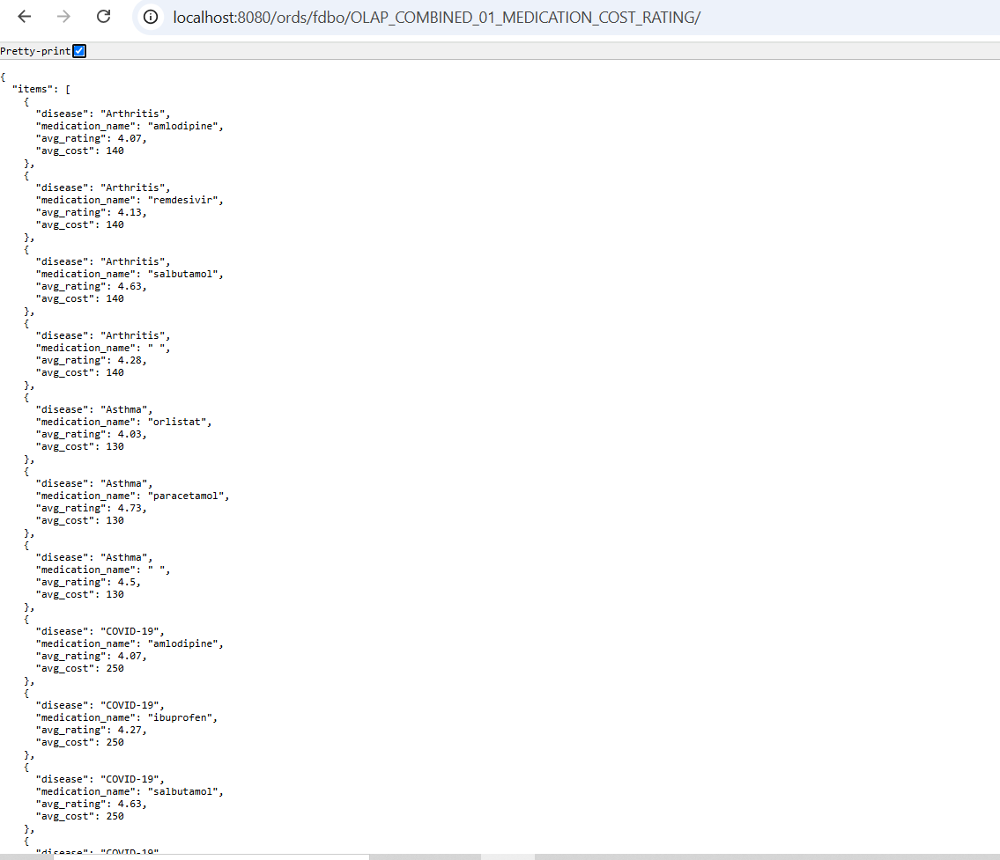 localhost:8080/ords/fdbo/OLAP_COMBINED_01_MEDICATION_COST_RATING/
Pretty-print
{
  "items": [
    {
      "disease": "Arthritis",
      "medication_name": "amlodipine",
      "avg_rating": 4.07,
      "avg_cost": 140
    },
    {
      "disease": "Arthritis",
      "medication_name": "remdesivir",
      "avg_rating": 4.13,
      "avg_cost": 140
    },
    {
      "disease": "Arthritis",
      "medication_name": "salbutamol",
      "avg_rating": 4.63,
      "avg_cost": 140
    },
    {
      "disease": "Arthritis",
      "medication_name": " ",
      "avg_rating": 4.28,
      "avg_cost": 140
    },
    {
      "disease": "Asthma",
      "medication_name": "orlistat",
      "avg_rating": 4.03,
      "avg_cost": 130
    },
    {
      "disease": "Asthma",
      "medication_name": "paracetamol",
      "avg_rating": 4.73,
      "avg_cost": 130
    },
    {
      "disease": "Asthma",
      "medication_name": " ",
      "avg_rating": 4.5,
      "avg_cost": 130
    },
    {
      "disease": "COVID-19",
      "medication_name": "amlodipine",
      "avg_rating": 4.07,
      "avg_cost": 250
    },
    {
      "disease": "COVID-19",
      "medication_name": "ibuprofen",
      "avg_rating": 4.27,
      "avg_cost": 250
    },
    {
      "disease": "COVID-19",
      "medication_name": "salbutamol",
      "avg_rating": 4.63,
      "avg_cost": 250
    },
    {
      "disease": "COVID-19"